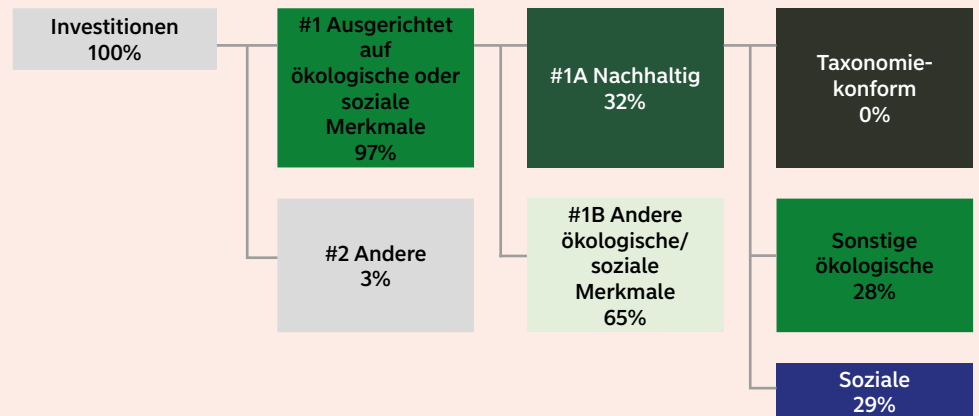 Investitionen
100%
#1 Ausgerichtet
auf
ökologische oder
soziale
Merkmale
97%
#1A Nachhaltig
32%
Taxonomie-
konform
0%
#2 Andere
3%
#1B Andere
ökologische/
soziale
Merkmale
65%
Sonstige
ökologische
28%
Soziale
29%